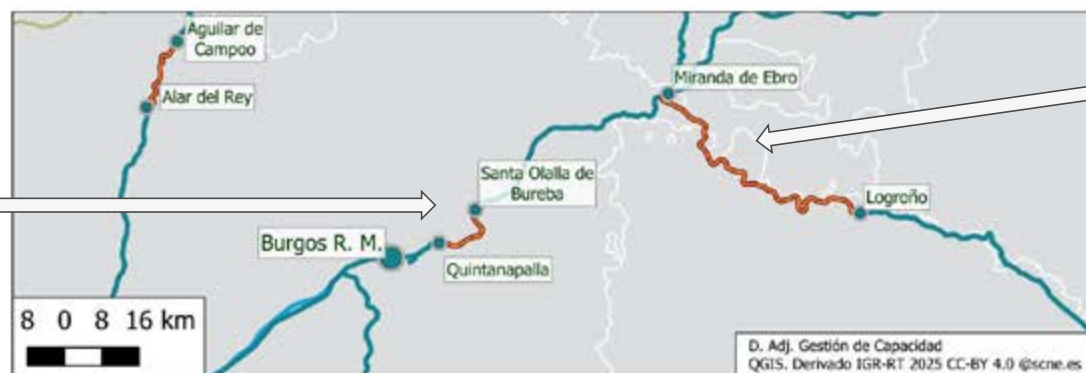 Aguilar de
Campoo
Alar del Rey
Miranda de Ebro
Santa Olalla de
Bureba
Logroño
Burgos R. M.
Quintanapalla
8 0 8 16 km
D. Adj. Gestión de Capacidad
QGIS. Derivado IGR-RT 2025 CC-BY 4.0 @scne.es